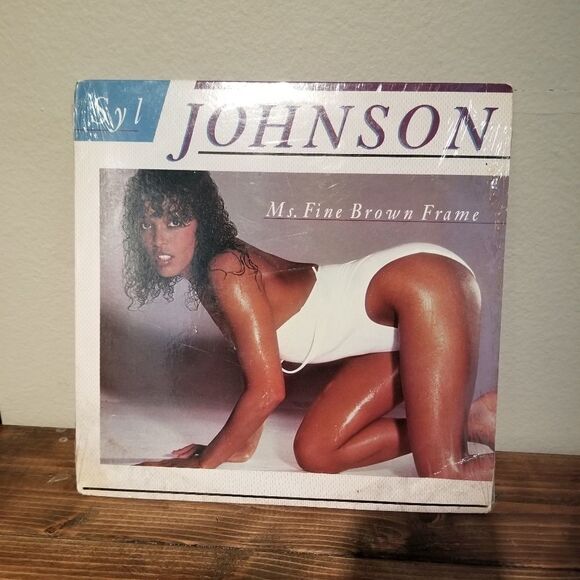 Syl
JOHNSON
Ms. Fine Brown Frame